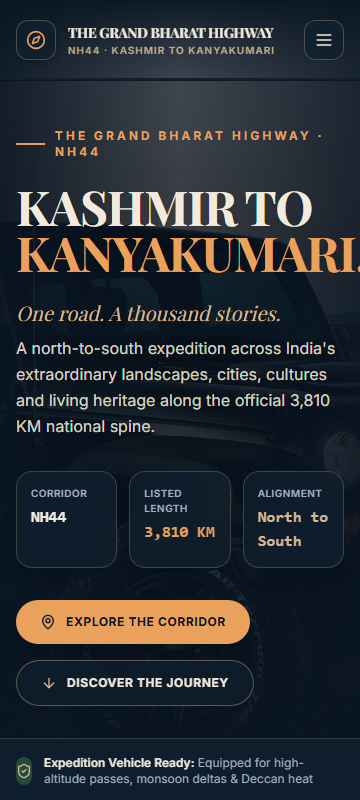 THE GRAND BHARAT HIGHWAY
NH44 · KASHMIR TO KANYAKUMARI
THE GRAND BHARAT HIGHWAY ·
NH44
KASHMIR TO
KANYAKUMARI.
One road. A thousand stories.
A north-to-south expedition across India's
extraordinary landscapes, cities, cultures
and living heritage along the official 3,810
KM national spine.
CORRIDOR
NH44
LISTED
LENGTH
3,810 KM
ALIGNMENT
North to
South
EXPLORE THE CORRIDOR
DISCOVER THE JOURNEY
Expedition Vehicle Ready: Equipped for high-
altitude passes, monsoon deltas & Deccan heat